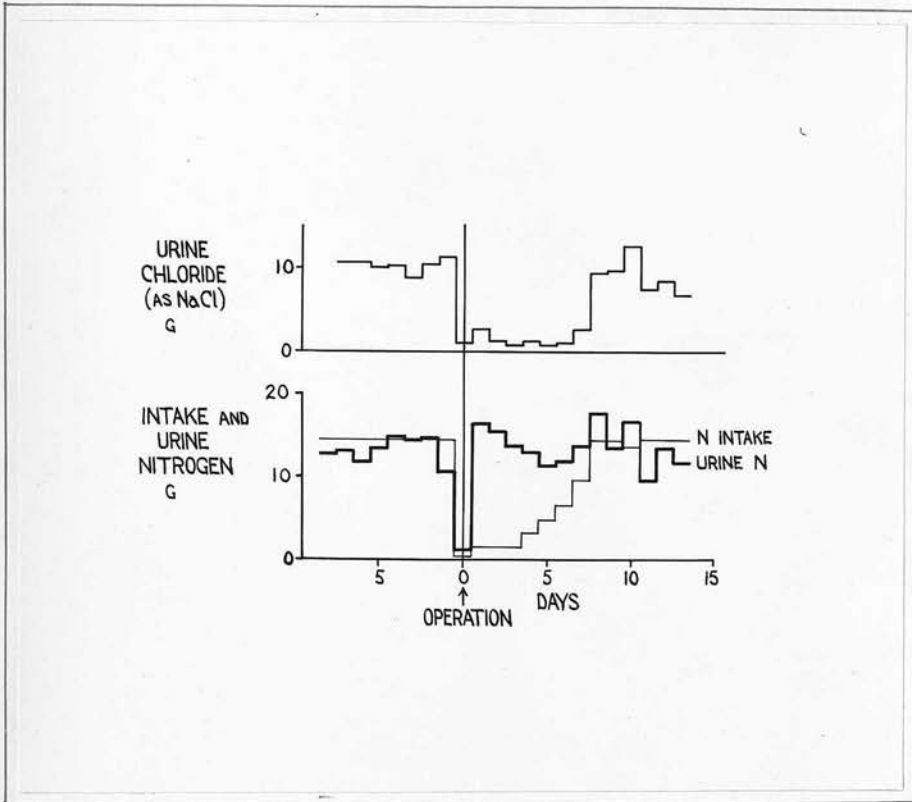 URINE
CHLORIDE
(AS NaCl)
G
10
0
INTAKE AND
URINE
NITROGEN
G
20
10
0
N INTAKE
URINE N
5 0 5 10 15
DAYS
OPERATION